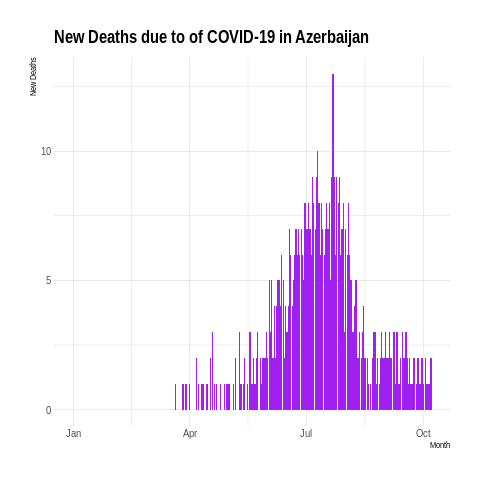 New Deaths due to of COVID-19 in Azerbaijan
New Deaths
10
5
0
Jan Apr Jul Oct
Month